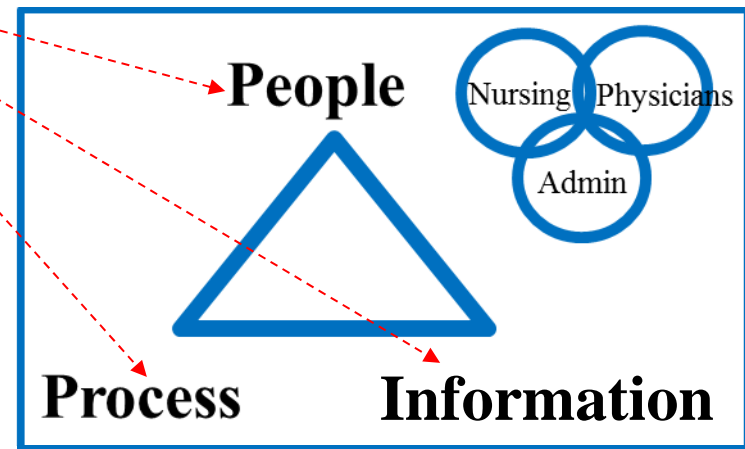 People
Nursing
Physicians
Admin
Process
Information